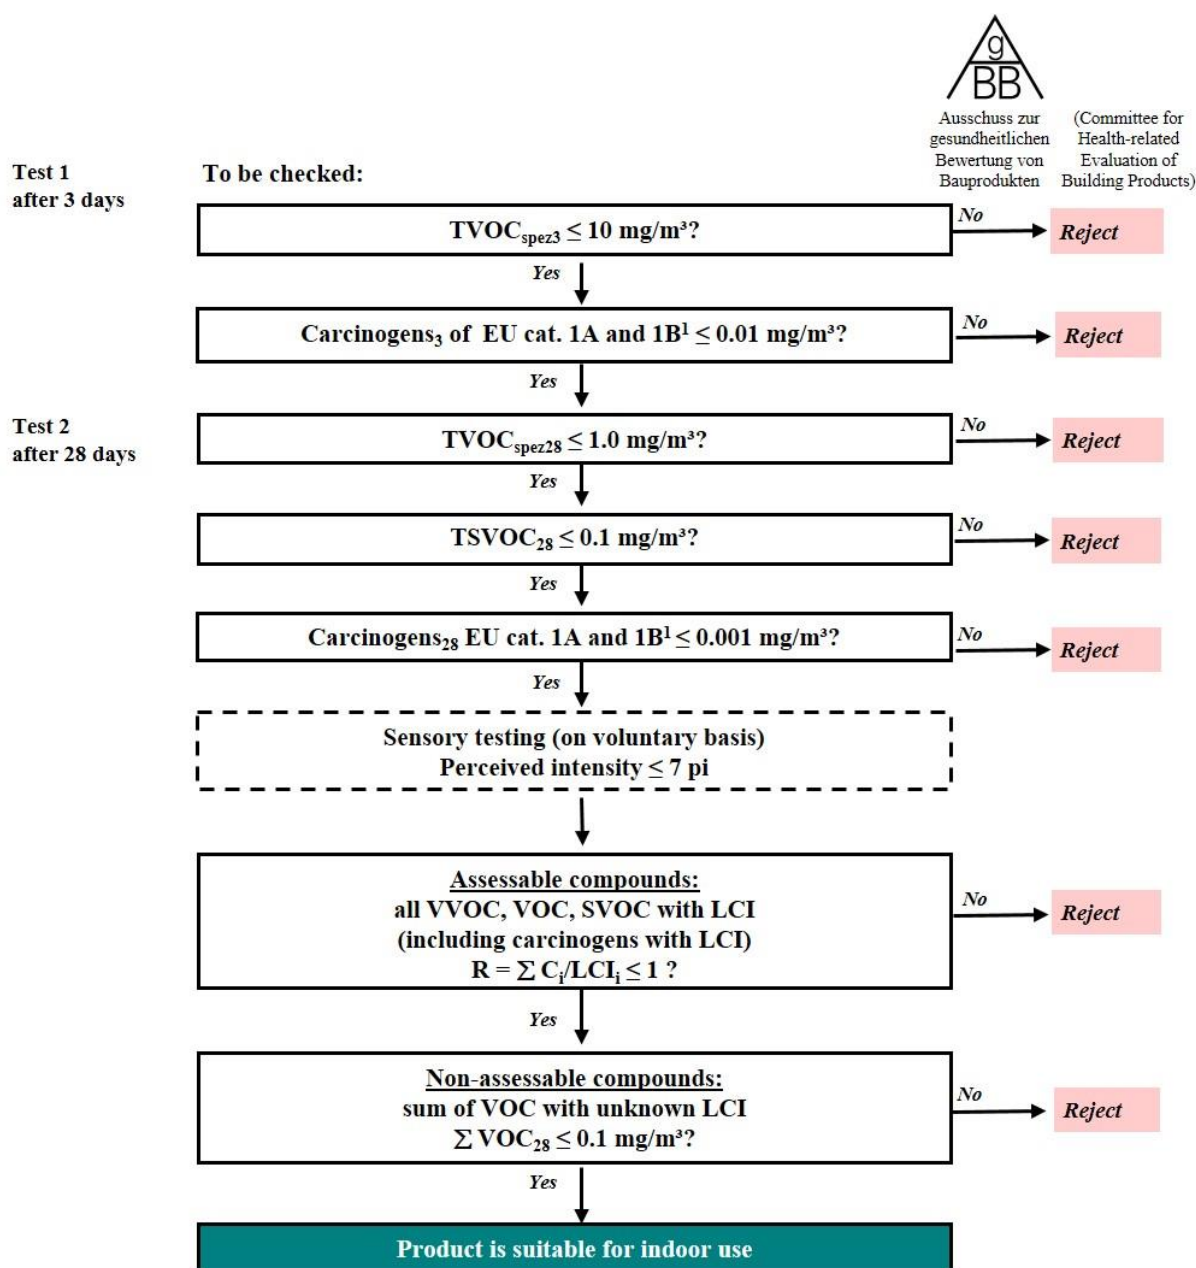 g
BB
Ausschuss zur
gesundheitlichen
Bewertung von
Bauprodukten
(Committee for
Health-related
Evaluation of
Building Products)
Test 1
after 3 days
To be checked:
TVOCspez3 ≤ 10 mg/m³?
No
Reject
Yes
Carcinogens₃ of EU cat. 1A and 1B¹ ≤ 0.01 mg/m³?
No
Reject
Yes
Test 2
after 28 days
TVOCspez28 ≤ 1.0 mg/m³?
No
Reject
Yes
TSVOC₂₈ ≤ 0.1 mg/m³?
No
Reject
Yes
Carcinogens₂₈ EU cat. 1A and 1B¹ ≤ 0.001 mg/m³?
No
Reject
Yes
Sensory testing (on voluntary basis)
Perceived intensity ≤ 7 pi
Assessable compounds:
all VVOC, VOC, SVOC with LCI
(including carcinogens with LCI)
R = Σ Cᵢ/LCIᵢ ≤ 1 ?
No
Reject
Yes
Non-assessable compounds:
sum of VOC with unknown LCI
Σ VOC₂₈ ≤ 0.1 mg/m³?
No
Reject
Yes
Product is suitable for indoor use